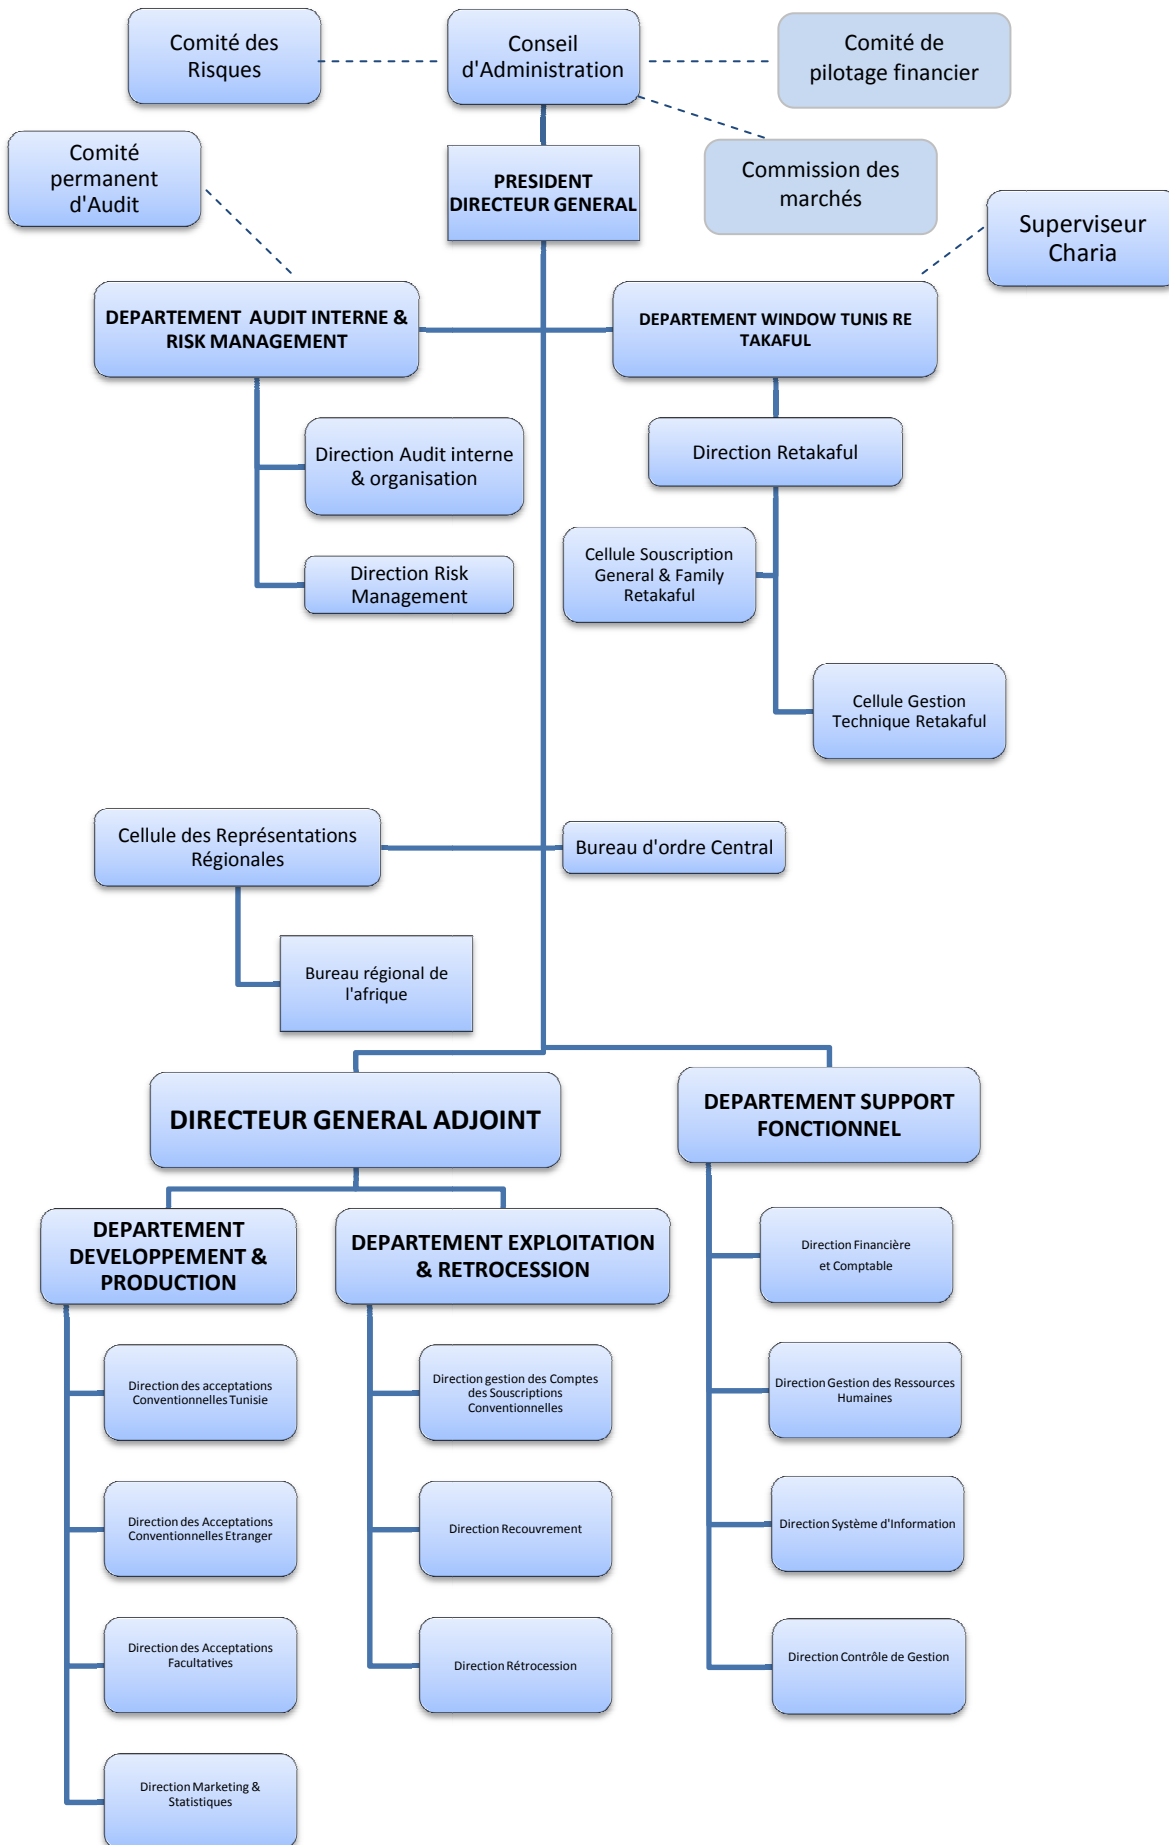 Comité des
Risques
Conseil
d'Administration
Comité de
pilotage financier
Comité
permanent
d'Audit
PRESIDENT
DIRECTEUR GENERAL
Commission des
marchés
Superviseur
Charia
DEPARTEMENT AUDIT INTERNE &
RISK MANAGEMENT
DEPARTEMENT WINDOW TUNIS RE
TAKAFUL
Direction Audit interne
& organisation
Direction Retakaful
Direction Risk
Management
Cellule Souscription
General & Family
Retakaful
Cellule Gestion
Technique Retakaful
Cellule des Représentations
Régionales
Bureau d'ordre Central
Bureau régional de
l'afrique
DIRECTEUR GENERAL ADJOINT
DEPARTEMENT SUPPORT
FONCTIONNEL
DEPARTEMENT
DEVELOPPEMENT &
PRODUCTION
DEPARTEMENT EXPLOITATION
& RETROCESSION
Direction Financière
et Comptable
Direction des acceptations
Conventionnelles Tunisie
Direction gestion des Comptes
des Souscriptions
Conventionnelles
Direction Gestion des Ressources
Humaines
Direction des Acceptations
Conventionnelles Etranger
Direction Recouvrement
Direction Système d'Information
Direction des Acceptations
Facultatives
Direction Rétrocession
Direction Contrôle de Gestion
Direction Marketing &
Statistiques